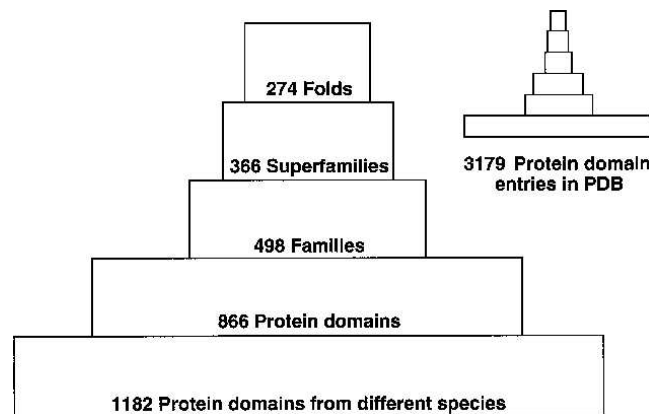 274 Folds
366 Superfamilies
498 Families
866 Protein domains
1182 Protein domains from different species
3179 Protein domain
entries in PDB